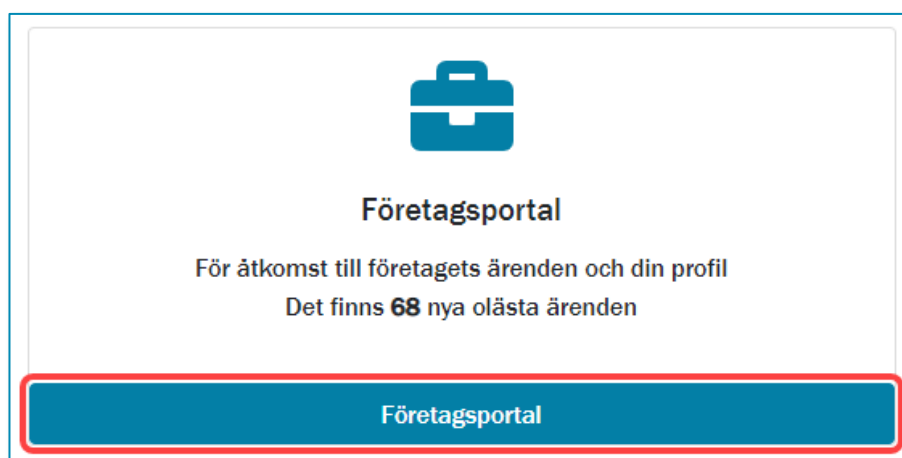 Företagsportal
För åtkomst till företagets ärenden och din profil
Det finns 68 nya olästa ärenden
Företagsportal